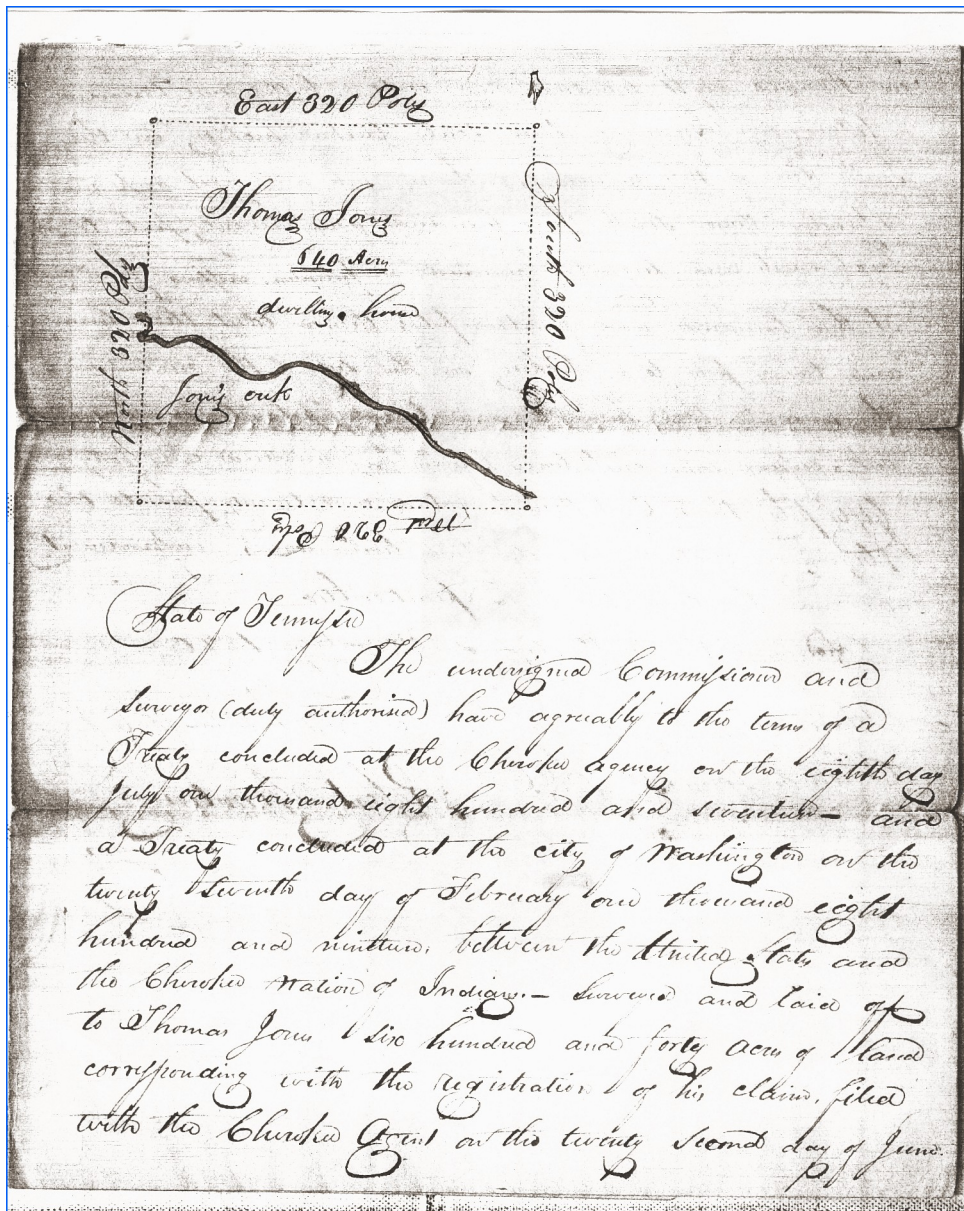 East 320 Poles
Thomas Jones
640 Acres
dwelling house
South 320 Poles
North 320 Poles
Jones creek
West 320 Poles
State of Tennessee
The undersigned Commissioner and
Surveyor (duly authorised) have agreably to the terms of a
Treaty concluded at the Cherokee agency on the eighth day
July one thousand eight hundred and seventeen - and
a Treaty concluded at the city of Washington on the
twenty seventh day of February one thousand eight
hundred and nineteen, between the United States and
the Cherokee Nation of Indians. - Surveyed and laid off
to Thomas Jones six hundred and forty acres of land
corresponding with the registration of his claim, filed
with the Cherokee Agent on the twenty second day of June.